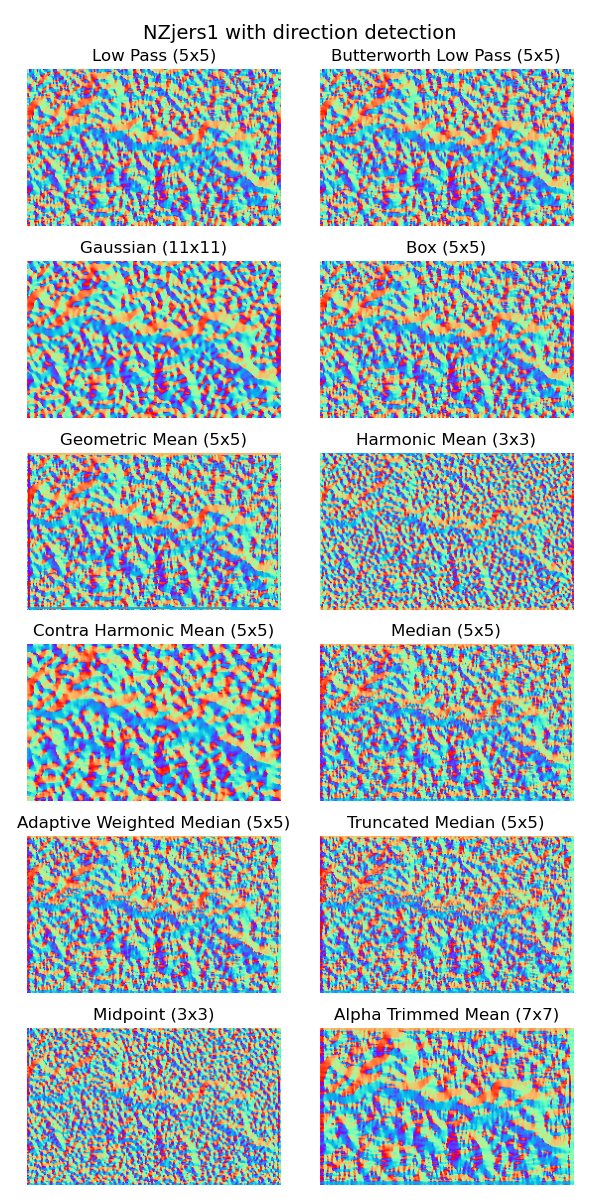 NZjers1 with direction detection
Low Pass (5x5)
Butterworth Low Pass (5x5)
Gaussian (11x11)
Box (5x5)
Geometric Mean (5x5)
Harmonic Mean (3x3)
Contra Harmonic Mean (5x5)
Median (5x5)
Adaptive Weighted Median (5x5)
Truncated Median (5x5)
Midpoint (3x3)
Alpha Trimmed Mean (7x7)